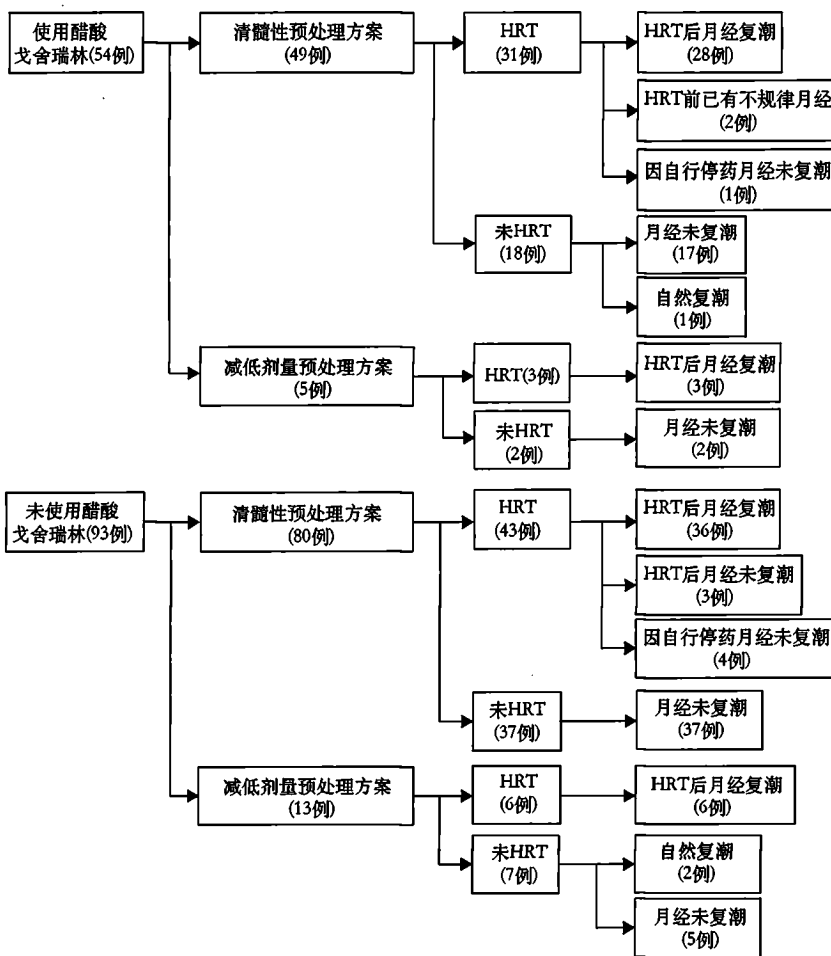 使用醋酸
戈舍瑞林(54例)
清髓性预处理方案
(49例)
HRT
(31例)
HRT后月经复潮
(28例)
HRT前已有不规律月经
(2例)
因自行停药月经未复潮
(1例)
未HRT
(18例)
月经未复潮
(17例)
自然复潮
(1例)
减低剂量预处理方案
(5例)
HRT(3例)
HRT后月经复潮
(3例)
未HRT
(2例)
月经未复潮
(2例)
未使用醋酸
戈舍瑞林(93例)
清髓性预处理方案
(80例)
HRT
(43例)
HRT后月经复潮
(36例)
HRT后月经未复潮
(3例)
因自行停药月经未复潮
(4例)
未HRT
(37例)
月经未复潮
(37例)
减低剂量预处理方案
(13例)
HRT
(6例)
HRT后月经复潮
(6例)
未HRT
(7例)
自然复潮
(2例)
月经未复潮
(5例)